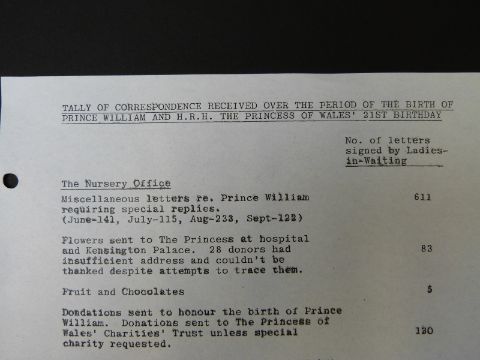 TALLY OF CORRESPONDENCE RECEIVED OVER THE PERIOD OF THE BIRTH OF
PRINCE WILLIAM AND H.R.H. THE PRINCESS OF WALES' 21ST BIRTHDAY
No. of letters
signed by Ladies-
in-Waiting
The Nursery Office
Miscellaneous letters re. Prince William 611
requiring special replies.
(June-141, July-115, Aug-233, Sept-122)
Flowers sent to The Princess at hospital 83
and Kensington Palace. 28 donors had
insufficient address and couldn't be
thanked despite attempts to trace them.
Fruit and Chocolates 5
Dondations sent to honour the birth of Prince
William. Donations sent to The Princess of
Wales' Charities' Trust unless special 130
charity requested.